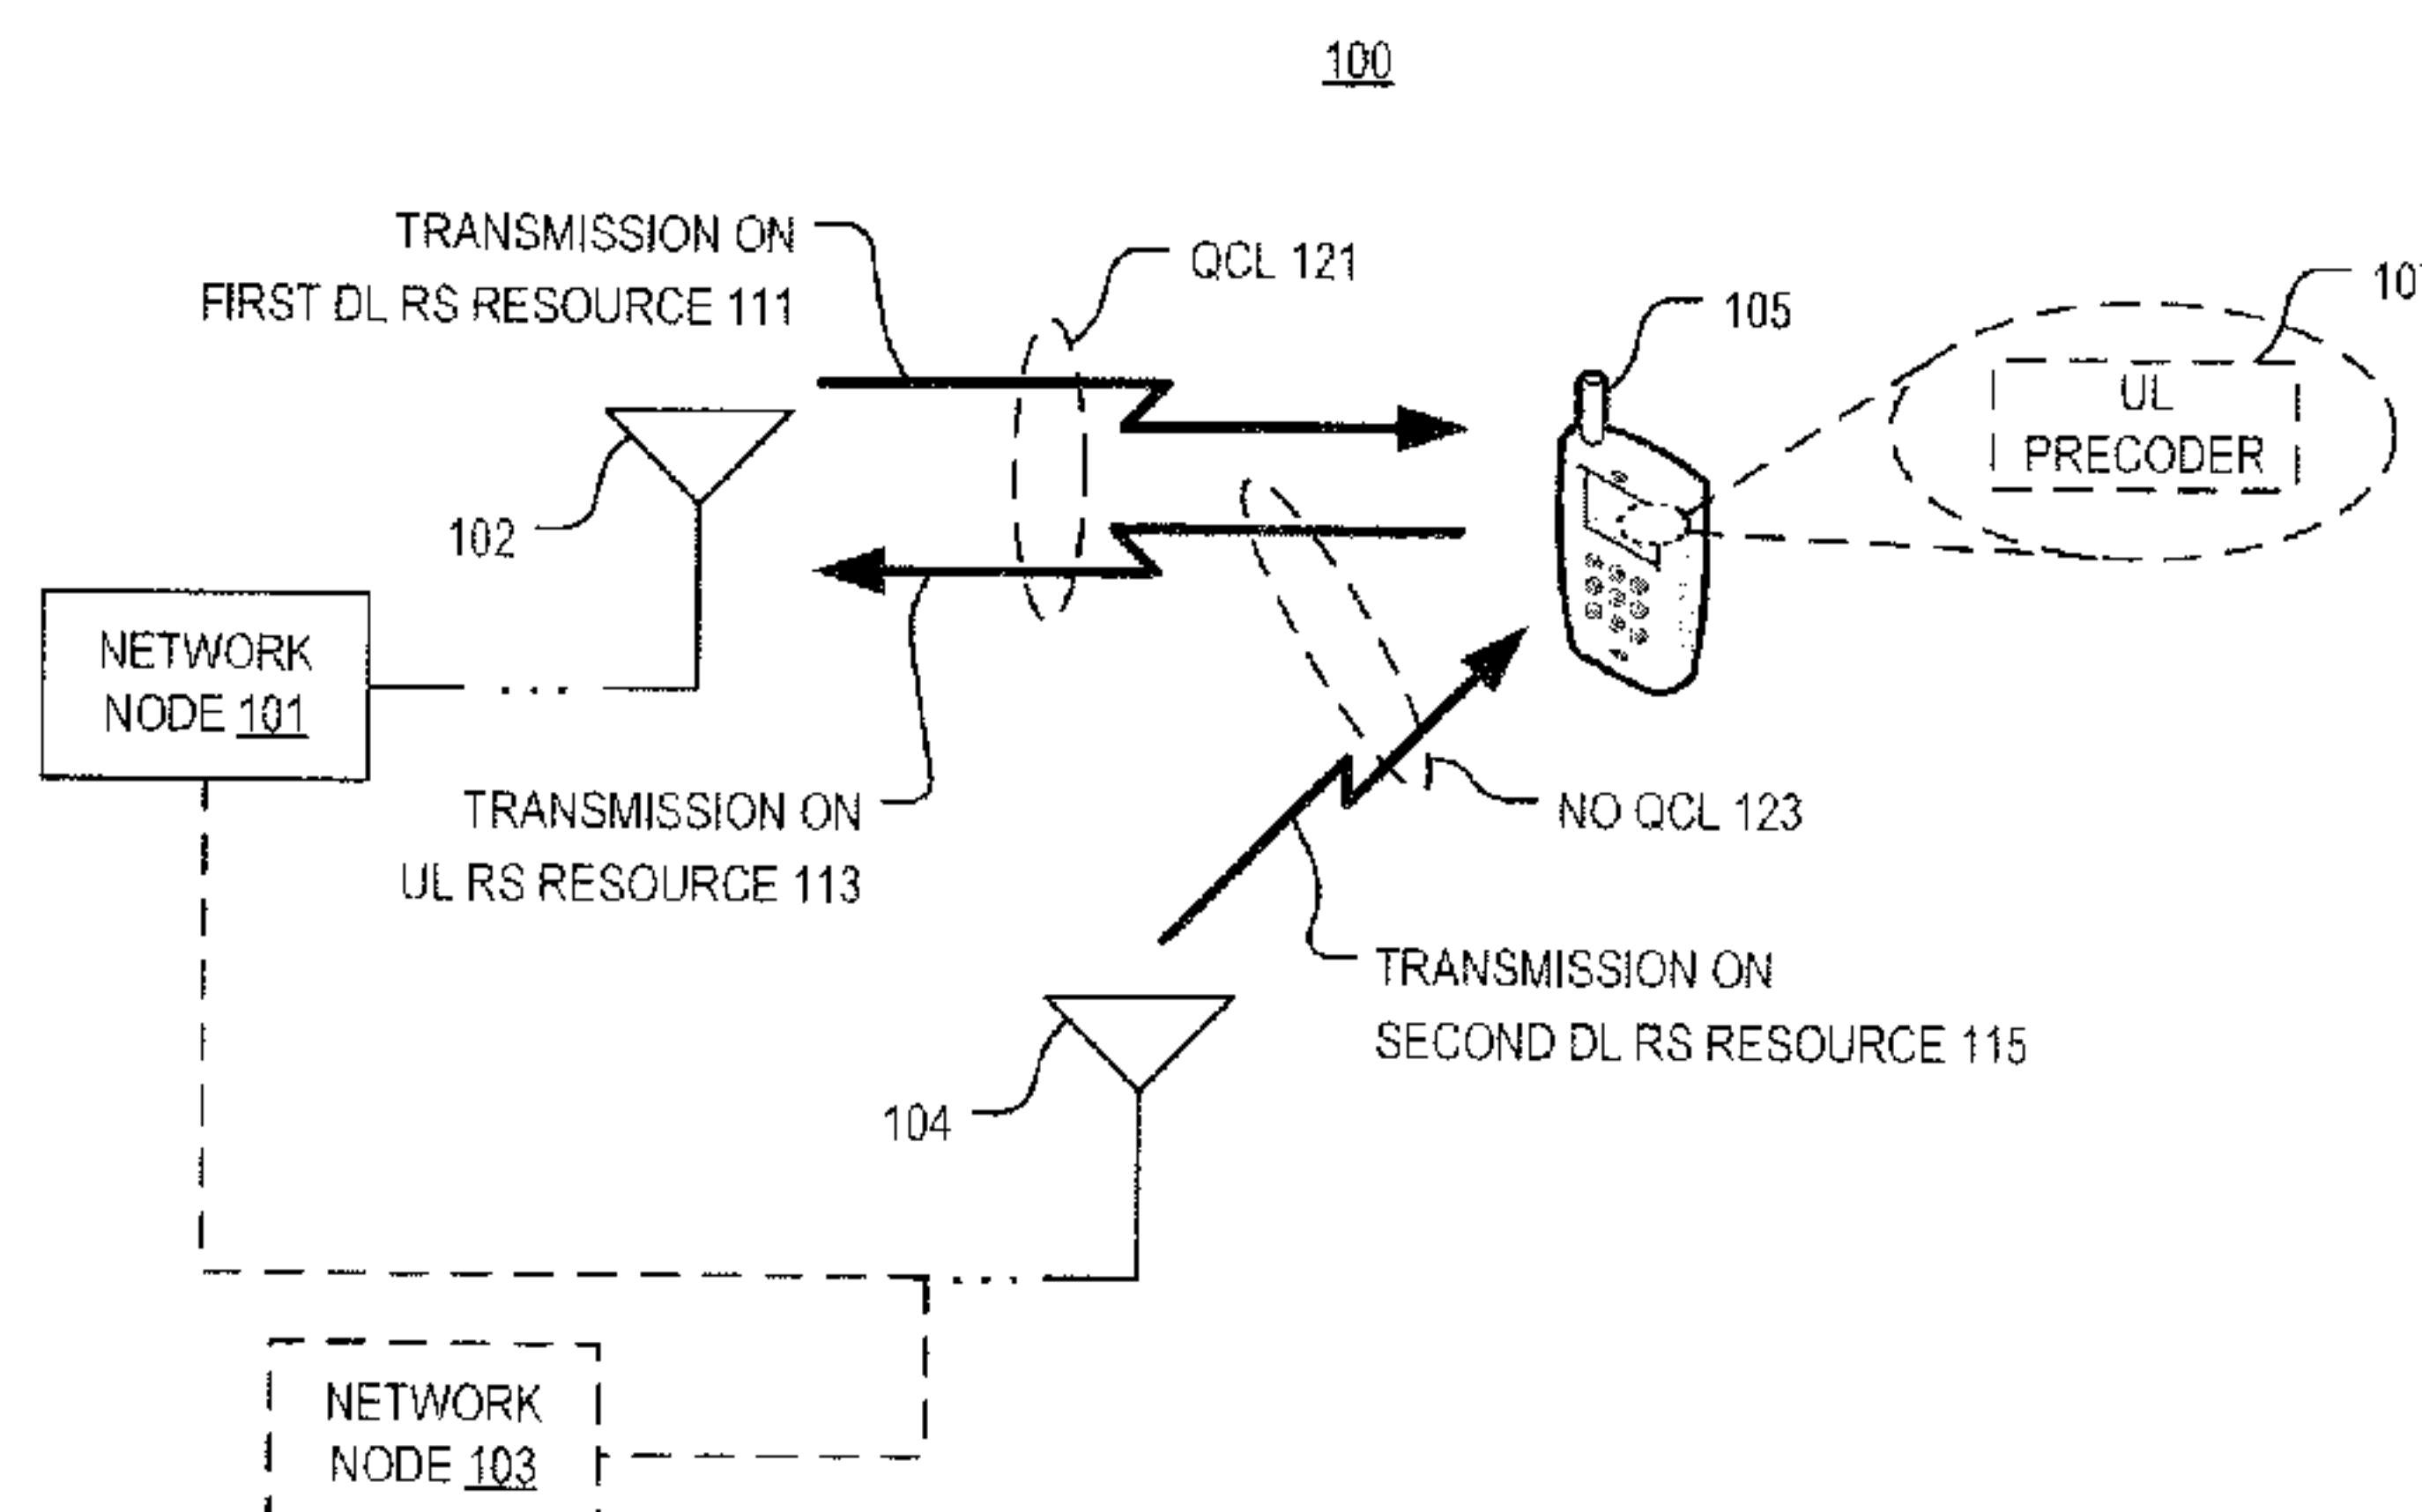 100
TRANSMISSION ON
FIRST DL RS RESOURCE 111
QCL 121
105
UL
PRECODER
102
NETWORK
NODE 101
TRANSMISSION ON
UL RS RESOURCE 113
NO QCL 123
TRANSMISSION ON
SECOND DL RS RESOURCE 115
104
NETWORK
NODE 103